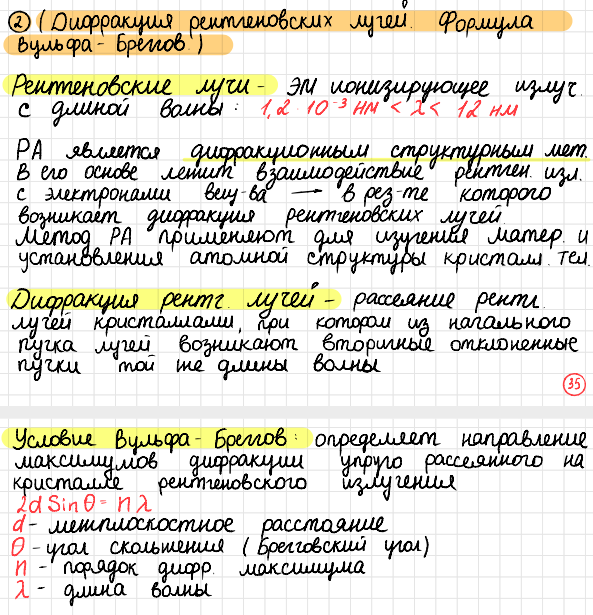 ② (Дифракция рентгеновских лучей. Формула
Вульфа-Бреггов.)
Рентгеновские лучи - ЭМ ионизирующее излуч.
с длиной волны: 1,2 · 10⁻³ нм < λ < 12 нм
РА является дифракционным структурным мет.
В его основе лежит взаимодействие рентген. изл.
с электронами вещ-ва → в рез-те которого
возникает дифракция рентгеновских лучей.
Метод РА применяют для изучения матер. и
установления атомной структуры кристалл. тел.
Дифракция рентг. лучей - рассеяние рентг.
лучей кристаллами, при котором из начального
пучка лучей возникают вторичные отклоненные
пучки той же длины волны
35
Условие Вульфа-Бреггов: определяет направление
максимумов дифракции упруго рассеянного на
кристалле рентгеновского излучения
2d Sin θ = n λ
d - межплоскостное расстояние
θ - угол скольжения (Брегговский угол)
n - порядок дифр. максимума
λ - длина волны